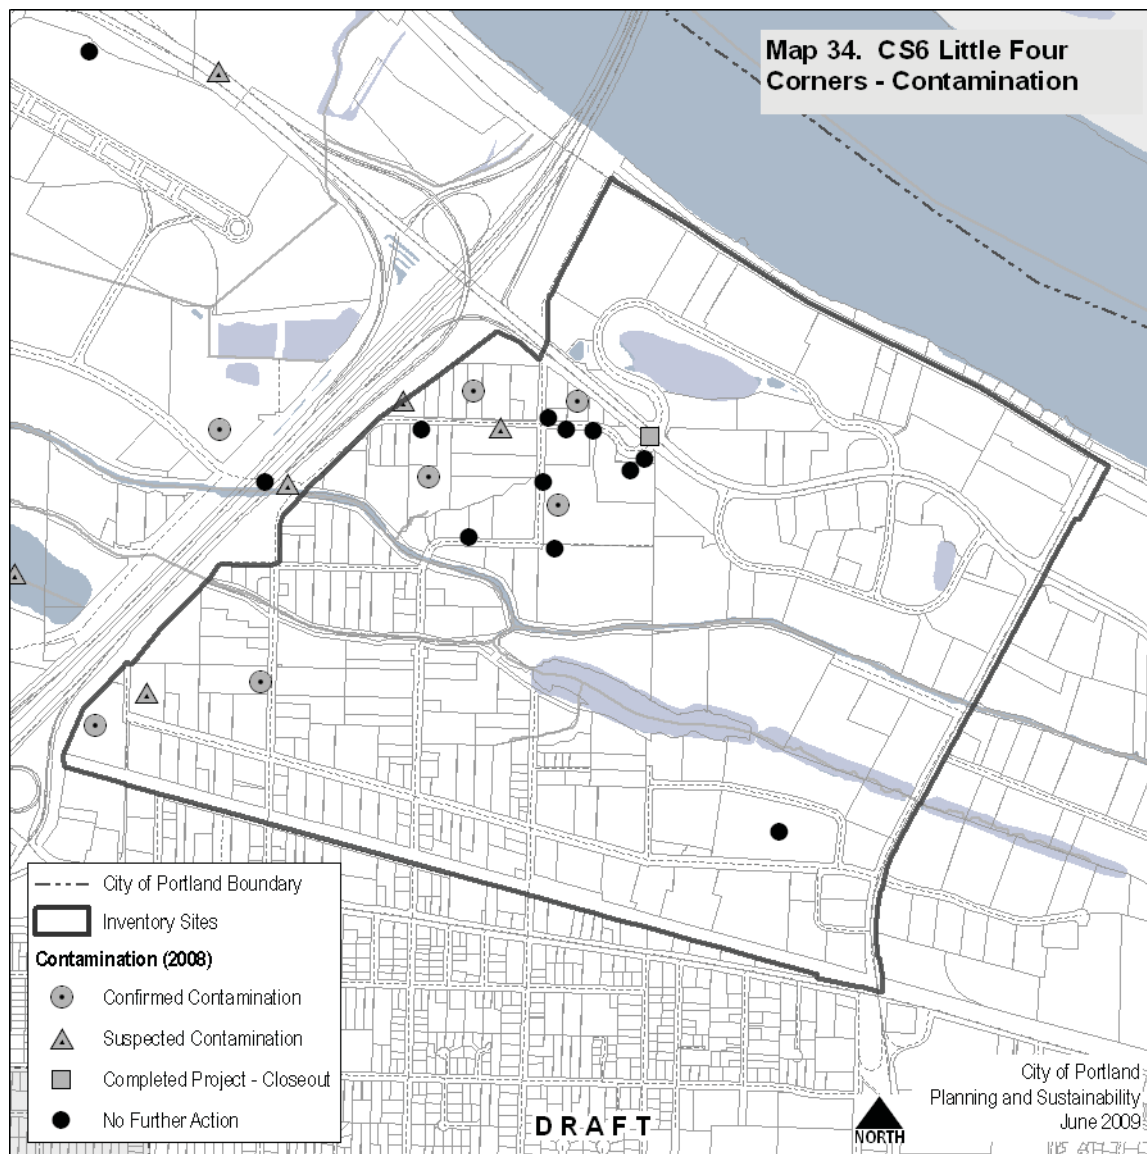 Map 34. CS6 Little Four
Corners - Contamination
City of Portland Boundary
Inventory Sites
Contamination (2008)
Confirmed Contamination
Suspected Contamination
Completed Project - Closeout
No Further Action
DRAFT
NORTH
City of Portland
Planning and Sustainability
June 2009